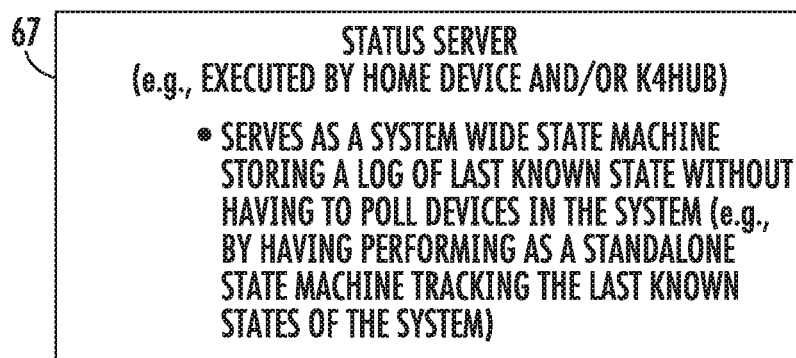 67
STATUS SERVER
(e.g., EXECUTED BY HOME DEVICE AND/OR K4HUB)
• SERVES AS A SYSTEM WIDE STATE MACHINE
STORING A LOG OF LAST KNOWN STATE WITHOUT
HAVING TO POLL DEVICES IN THE SYSTEM (e.g.,
BY HAVING PERFORMING AS A STANDALONE
STATE MACHINE TRACKING THE LAST KNOWN
STATES OF THE SYSTEM)